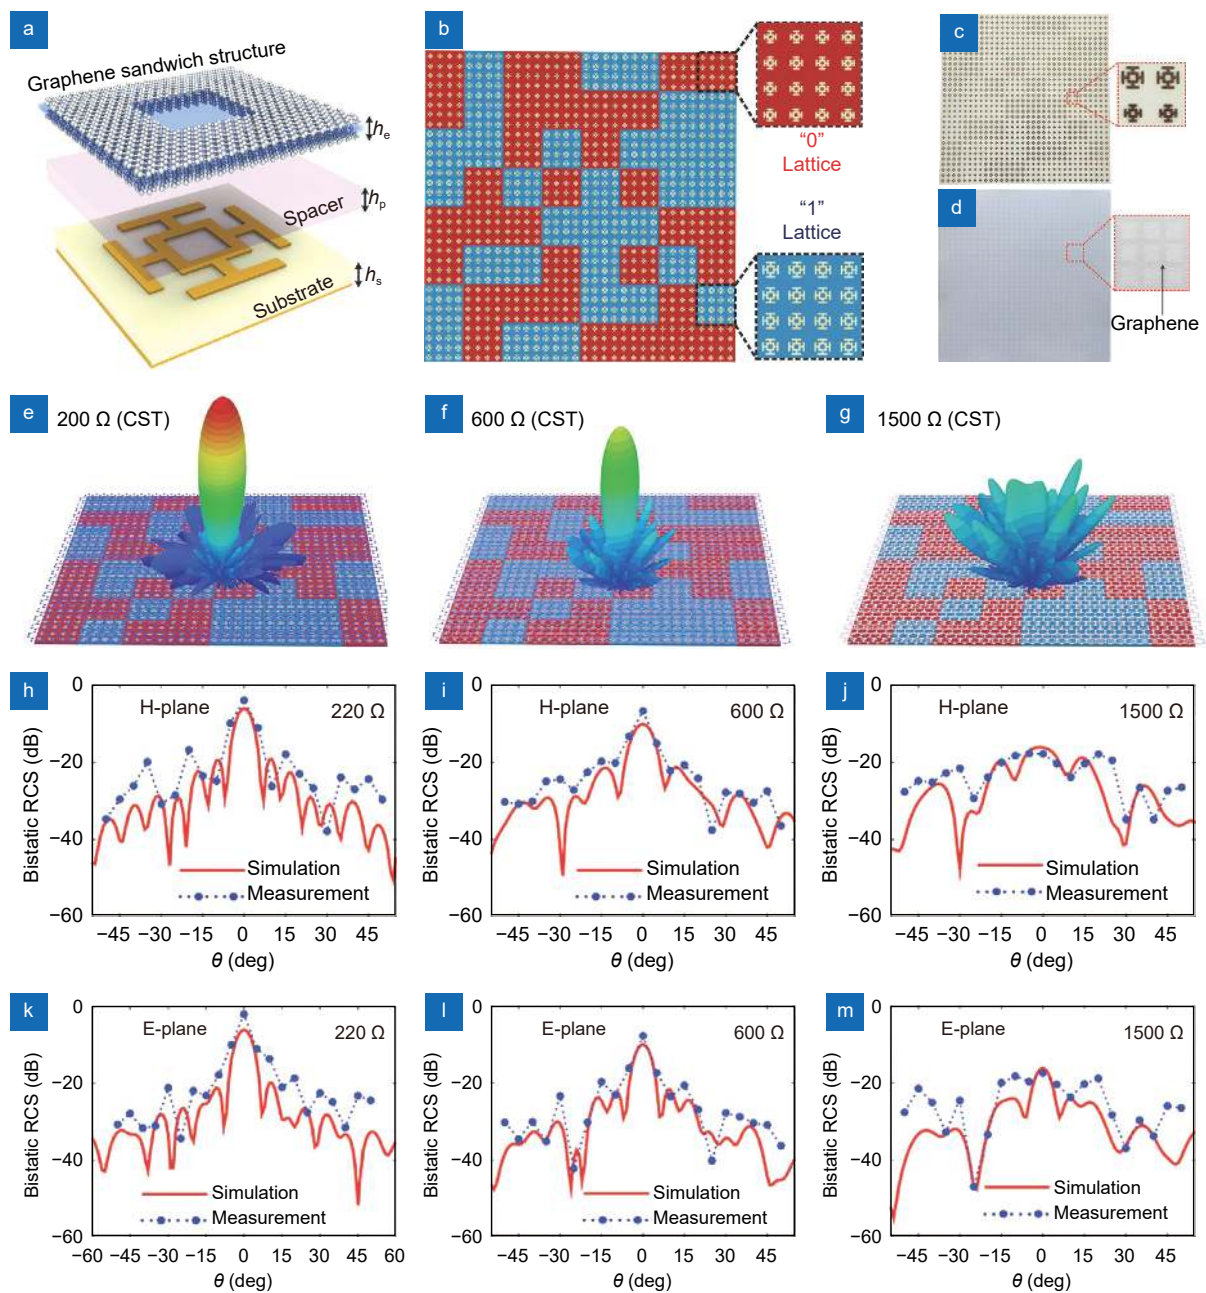 a
Graphene sandwich structure
he
Spacer
hp
Substrate
hs
b
"0"
Lattice
"1"
Lattice
c
d
Graphene
e
200 Ω (CST)
f
600 Ω (CST)
g
1500 Ω (CST)
h
H-plane
220 Ω
Bistatic RCS (dB)
0
−20
−40
−60
Simulation
Measurement
−45 −30 −15 0 15 30 45
θ (deg)
i
H-plane
600 Ω
Bistatic RCS (dB)
0
−20
−40
−60
Simulation
Measurement
−45 −30 −15 0 15 30 45
θ (deg)
j
H-plane
1500 Ω
Bistatic RCS (dB)
0
−20
−40
−60
Simulation
Measurement
−45 −30 −15 0 15 30 45
θ (deg)
k
E-plane
220 Ω
Bistatic RCS (dB)
0
−20
−40
−60
Simulation
Measurement
−60 −45 −30 −15 0 15 30 45 60
θ (deg)
l
E-plane
600 Ω
Bistatic RCS (dB)
0
−20
−40
−60
Simulation
Measurement
−45 −30 −15 0 15 30 45
θ (deg)
m
E-plane
1500 Ω
Bistatic RCS (dB)
0
−20
−40
−60
Simulation
Measurement
−45 −30 −15 0 15 30 45
θ (deg)